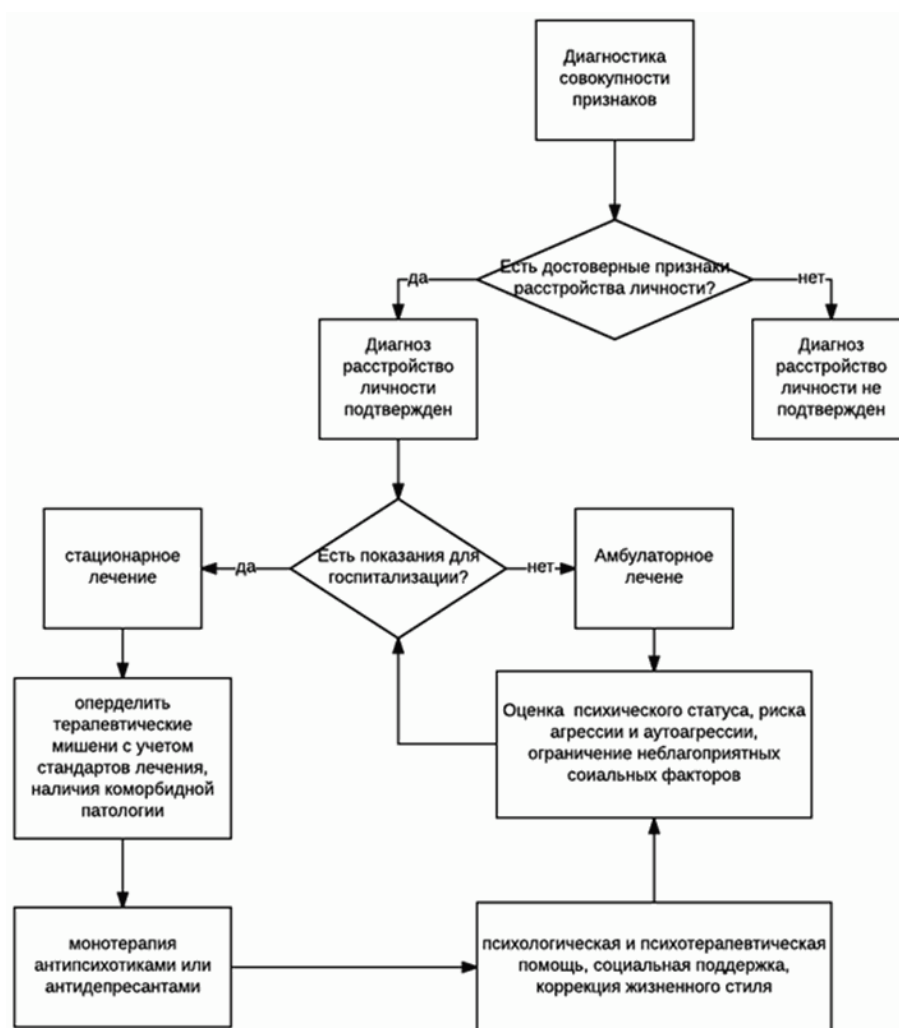 Диагностика
совокупности
признаков
Есть достоверные признаки
расстройства личности?
да
нет
Диагноз
расстройство
личности
подтвержден
Диагноз
расстройство
личности не
подтвержден
Есть показания для
госпитализации?
да
нет
стационарное
лечение
Амбулаторное
лечене
оперделить
терапевтические
мишени с учетом
стандартов лечения,
наличия коморбидной
патологии
Оценка психического статуса, риска
агрессии и аутоагрессии,
ограничение неблагоприятных
соиальных факторов
монотерапия
антипсихотиками или
антидепресантами
психологическая и психотерапевтическая
помощь, социальная поддержка,
коррекция жизненного стиля